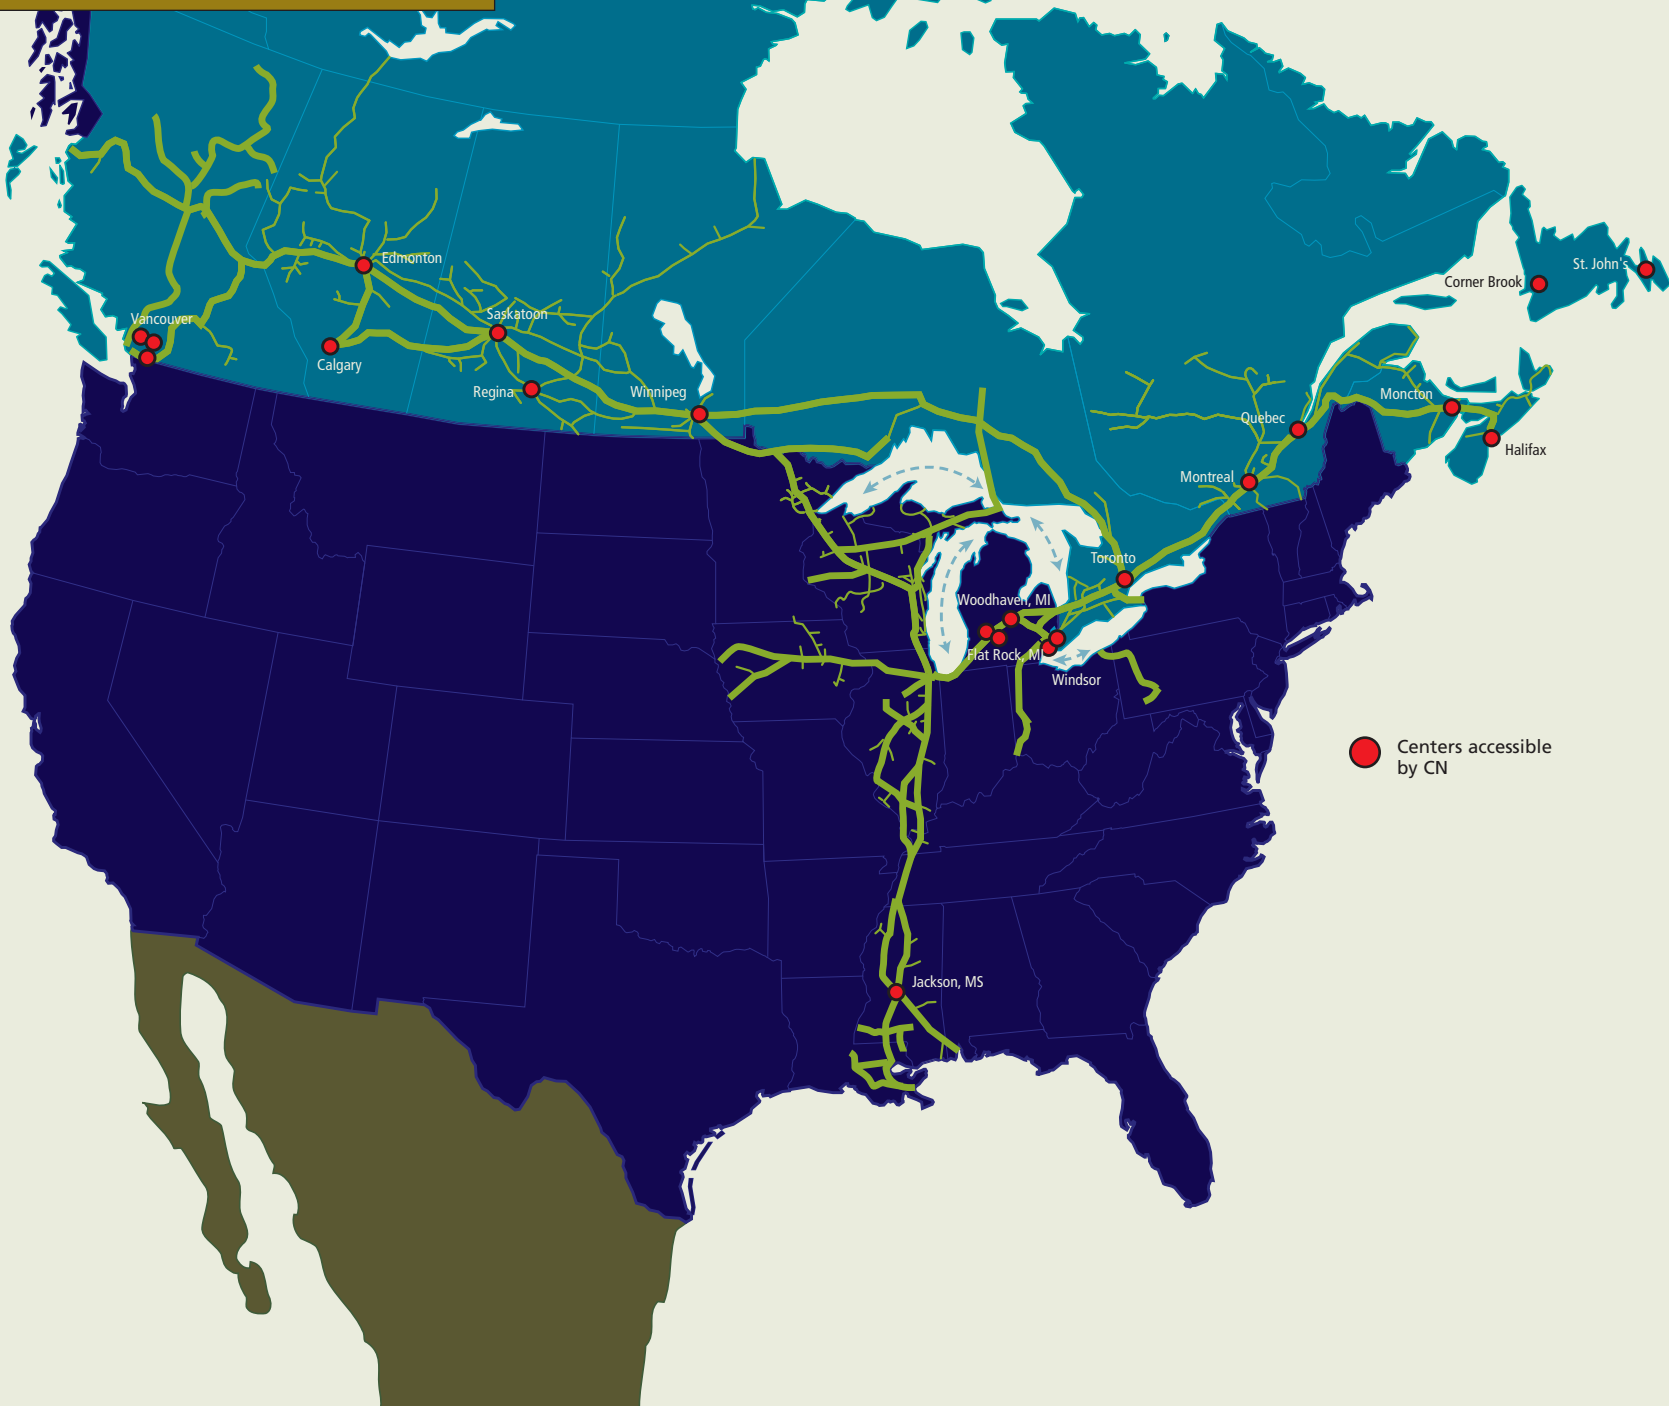 Edmonton
St. John's
Corner Brook
Vancouver
Saskatoon
Calgary
Regina
Winnipeg
Moncton
Quebec
Halifax
Montreal
Toronto
Woodhaven, MI
Flat Rock, MI
Windsor
Centers accessible
by CN
Jackson, MS